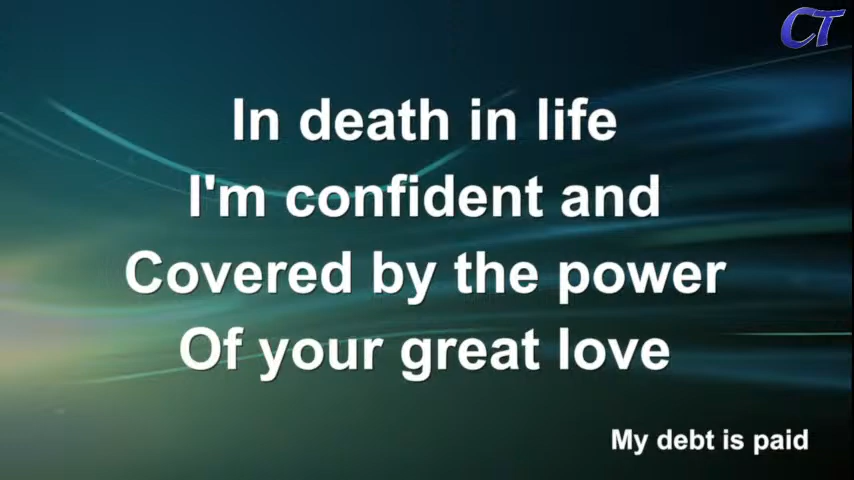 CT
In death in life
I'm confident and
Covered by the power
Of your great love
My debt is paid